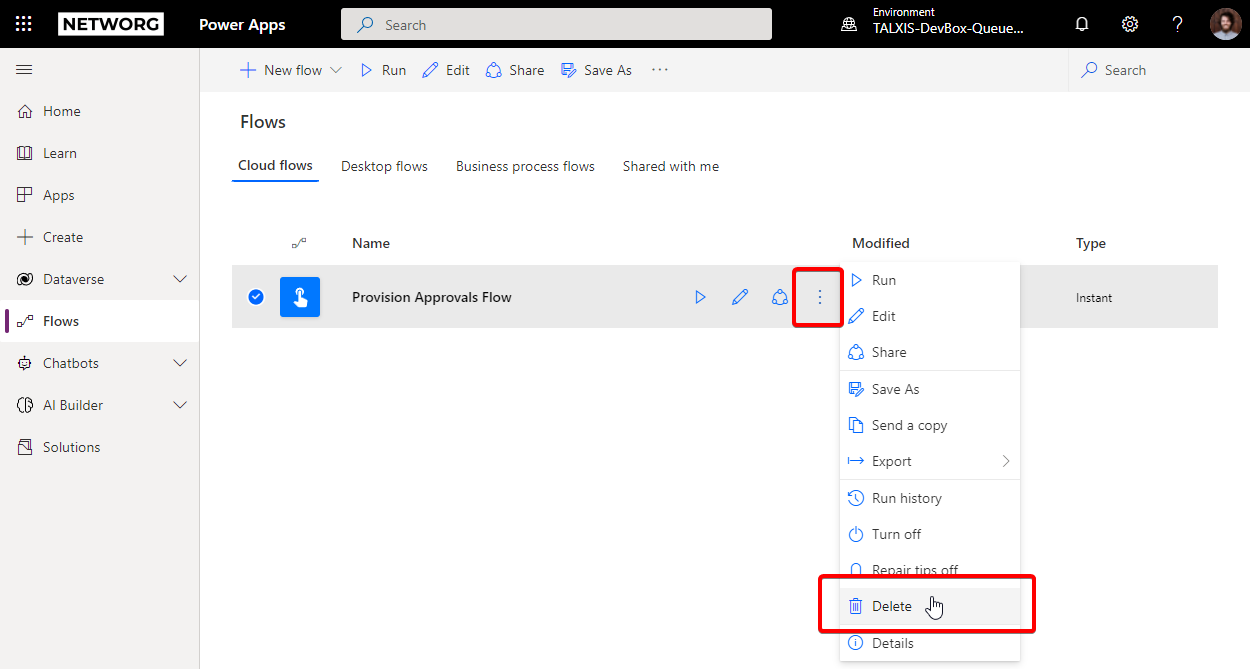 NETWORG
Power Apps
Search
Environment
TALXIS-DevBox-Queue...
New flow
Run
Edit
Share
Save As
Search
Home
Learn
Apps
Create
Dataverse
Flows
Chatbots
AI Builder
Solutions
Flows
Cloud flows
Desktop flows
Business process flows
Shared with me
Name
Modified
Type
Provision Approvals Flow
Instant
Run
Edit
Share
Save As
Send a copy
Export
Run history
Turn off
Repair tips off
Delete
Details